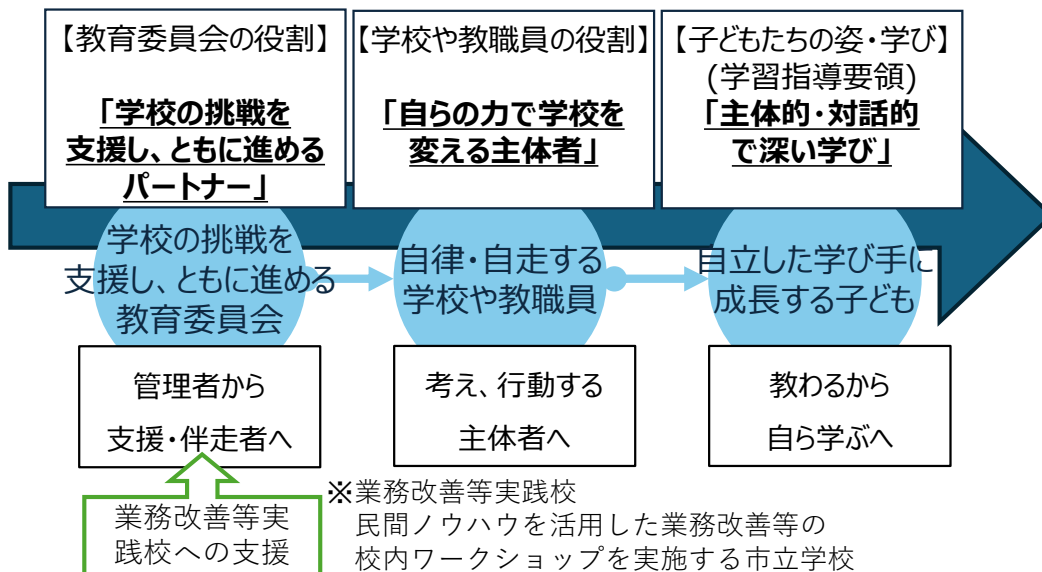 【教育委員会の役割】
「学校の挑戦を
支援し、ともに進める
パートナー」
【学校や教職員の役割】
「自らの力で学校を
変える主体者」
【子どもたちの姿・学び】
(学習指導要領)
「主体的・対話的
で深い学び」
学校の挑戦を
支援し、ともに進める
教育委員会
自律・自走する
学校や教職員
自立した学び手に
成長する子ども
管理者から
支援・伴走者へ
考え、行動する
主体者へ
教わるから
自ら学ぶへ
業務改善等実
践校への支援
※業務改善等実践校
民間ノウハウを活用した業務改善等の
校内ワークショップを実施する市立学校